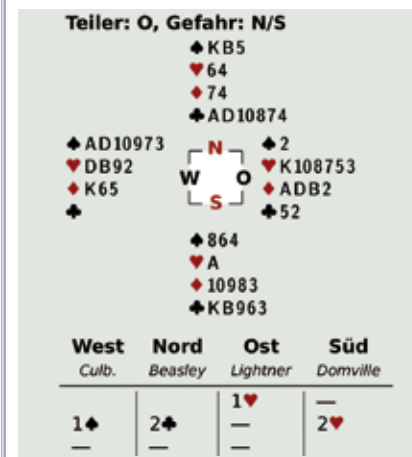 Teiler: O, Gefahr: N/S
♠ KB5
♥ 64
♦ 74
♣ AD10874
♠ AD10973 ♠ 2
♥ DB92 ♥ K108753
♦ K65 ♦ ADB2
♣ ♣ 52
N
W O
S
♠ 864
♥ A
♦ 10983
♣ KB963
West Nord Ost Süd
Culb. Beasley Lightner Domville
1♥ —
1♠ 2♣ — 2♥
— — —